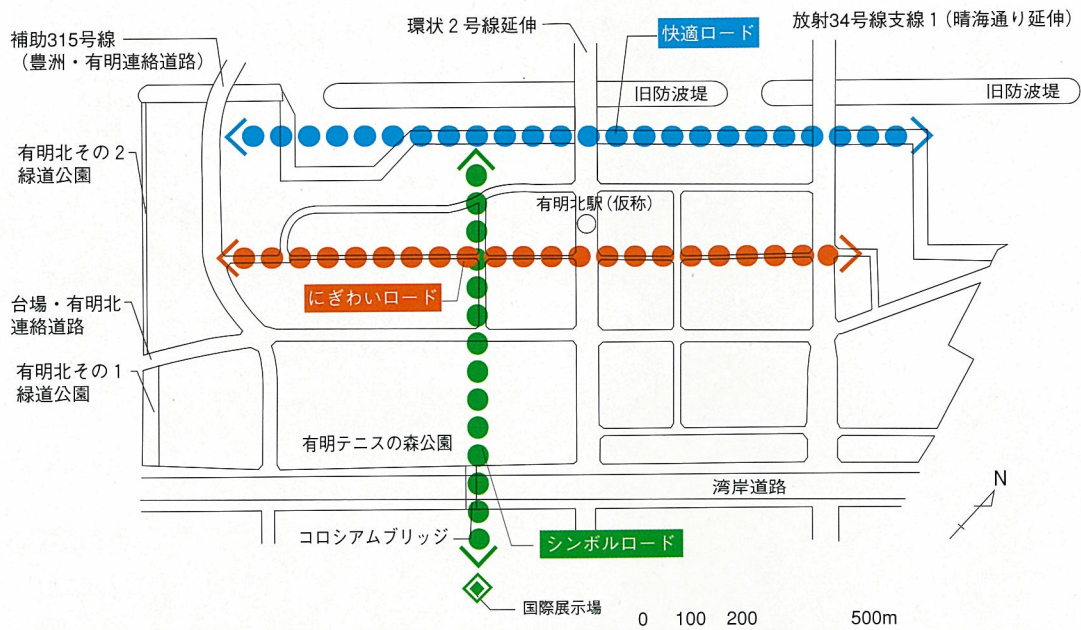 放射34号線支線1(晴海通り延伸)
環状2号線延伸
快適ロード
補助315号線
(豊洲・有明連絡道路)
旧防波堤
旧防波堤
有明北その2
緑道公園
有明北駅(仮称)
にぎわいロード
台場・有明北
連絡道路
有明北その1
緑道公園
有明テニスの森公園
湾岸道路
N
コロシアムブリッジ
シンボルロード
国際展示場
0 100 200 500m